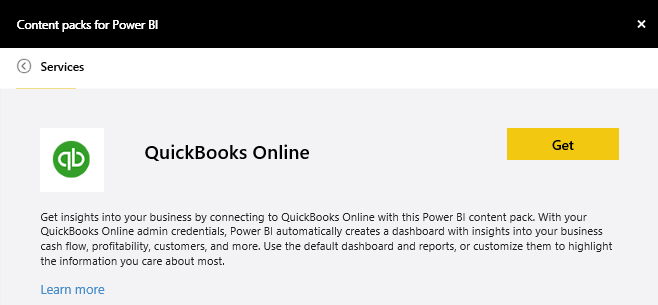 Content packs for Power BI
Services
qb
QuickBooks Online
Get
Get insights into your business by connecting to QuickBooks Online with this Power BI content pack. With your
QuickBooks Online admin credentials, Power BI automatically creates a dashboard with insights into your business
cash flow, profitability, customers, and more. Use the default dashboard and reports, or customize them to highlight
the information you care about most.
Learn more